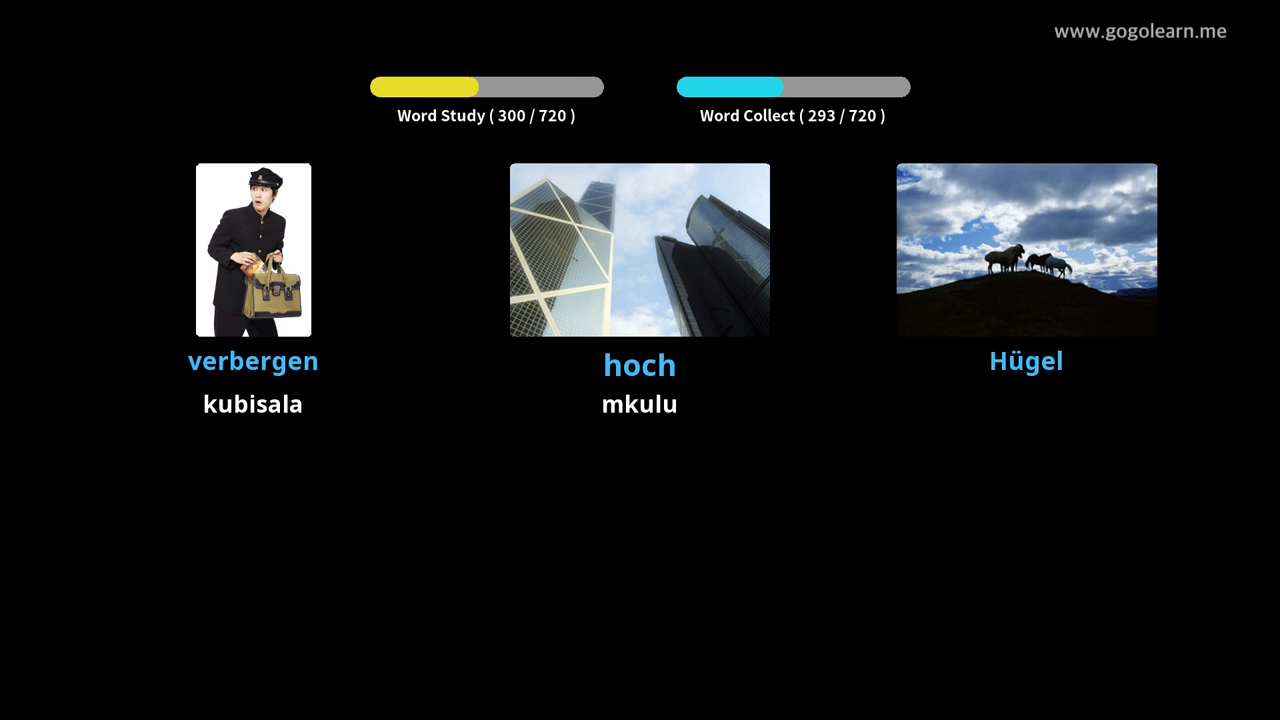 www.gogolearn.me
Word Study ( 300 / 720 )
Word Collect ( 293 / 720 )
verbergen
hoch
Hügel
kubisala
mkulu